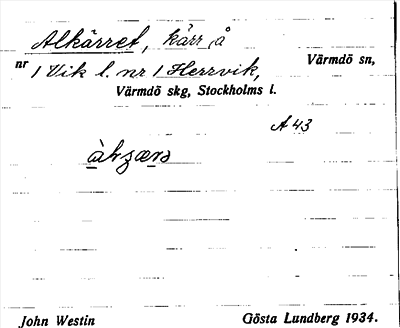 Alkärret, kärr å
nr 1 Vik l. nr 1 Herrvik, Värmdö sn,
Värmdö skg, Stockholms l.
A 43
John Westin Gösta Lundberg 1934.